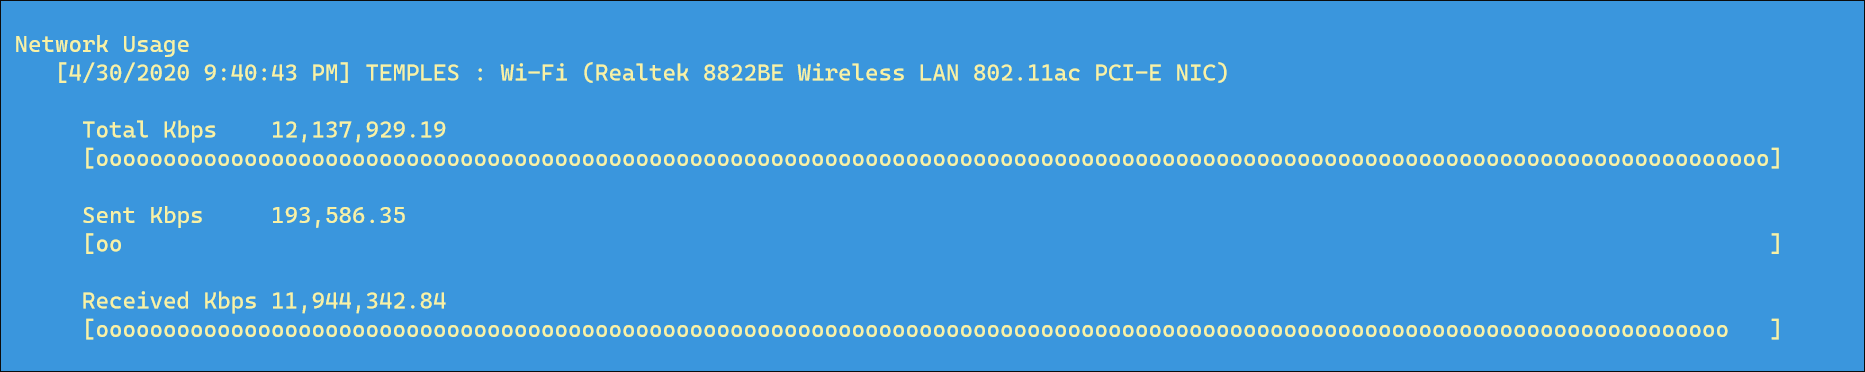 Network Usage
[4/30/2020 9:40:43 PM] TEMPLES : Wi-Fi (Realtek 8822BE Wireless LAN 802.11ac PCI-E NIC)
Total Kbps    12,137,929.19
[oooooooooooooooooooooooooooooooooooooooooooooooooooooooooooooooooooooooooooooooooooooooooooooooooooooooooooooooooooooooooooo]
Sent Kbps     193,586.35
[oo                                                                                                                          ]
Received Kbps 11,944,342.84
[ooooooooooooooooooooooooooooooooooooooooooooooooooooooooooooooooooooooooooooooooooooooooooooooooooooooooooooooooooooooooo   ]